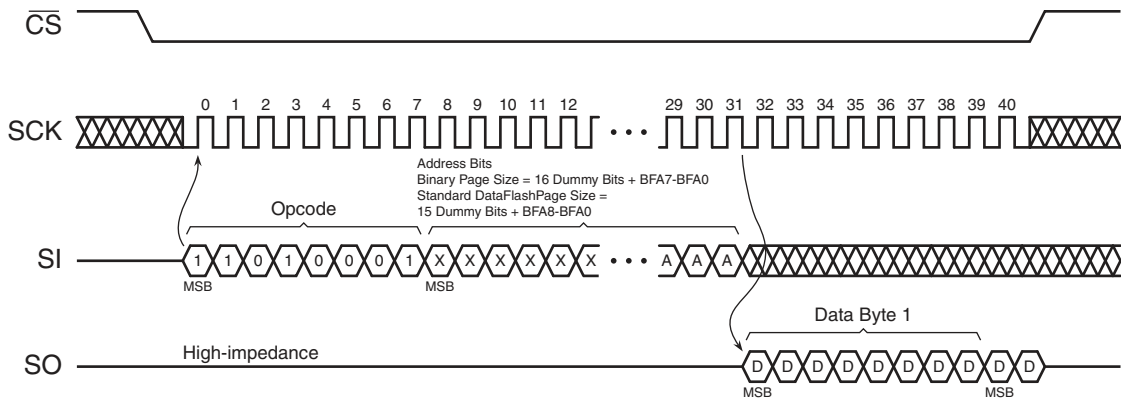 CS
SCK
0 1 2 3 4 5 6 7 8 9 10 11 12 29 30 31 32 33 34 35 36 37 38 39 40
Address Bits
Binary Page Size = 16 Dummy Bits + BFA7-BFA0
Standard DataFlashPage Size =
15 Dummy Bits + BFA8-BFA0
Opcode
SI
1 1 0 1 0 0 0 1 X X X X X X A A A
MSB MSB
Data Byte 1
High-impedance
SO
D D D D D D D D D D
MSB MSB